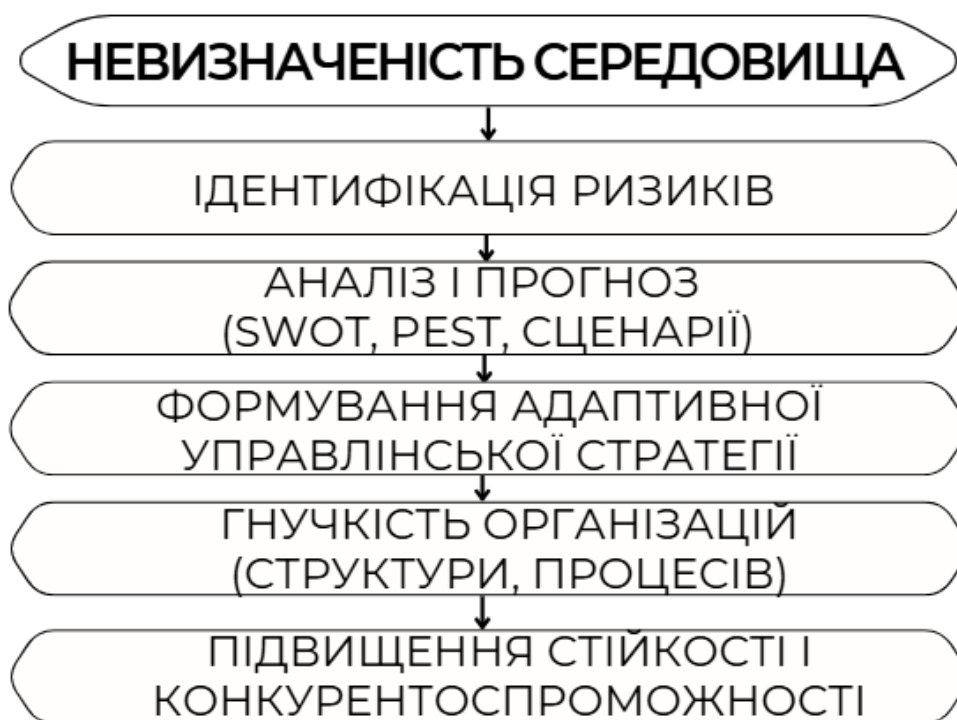 НЕВИЗНАЧЕНІСТЬ СЕРЕДОВИЩА
ІДЕНТИФІКАЦІЯ РИЗИКІВ
АНАЛІЗ І ПРОГНОЗ
(SWOT, PEST, СЦЕНАРІЇ)
ФОРМУВАННЯ АДАПТИВНОЇ
УПРАВЛІНСЬКОЇ СТРАТЕГІЇ
ГНУЧКІСТЬ ОРГАНІЗАЦІЙ
(СТРУКТУРИ, ПРОЦЕСІВ)
ПІДВИЩЕННЯ СТІЙКОСТІ І
КОНКУРЕНТОСПРОМОЖНОСТІ